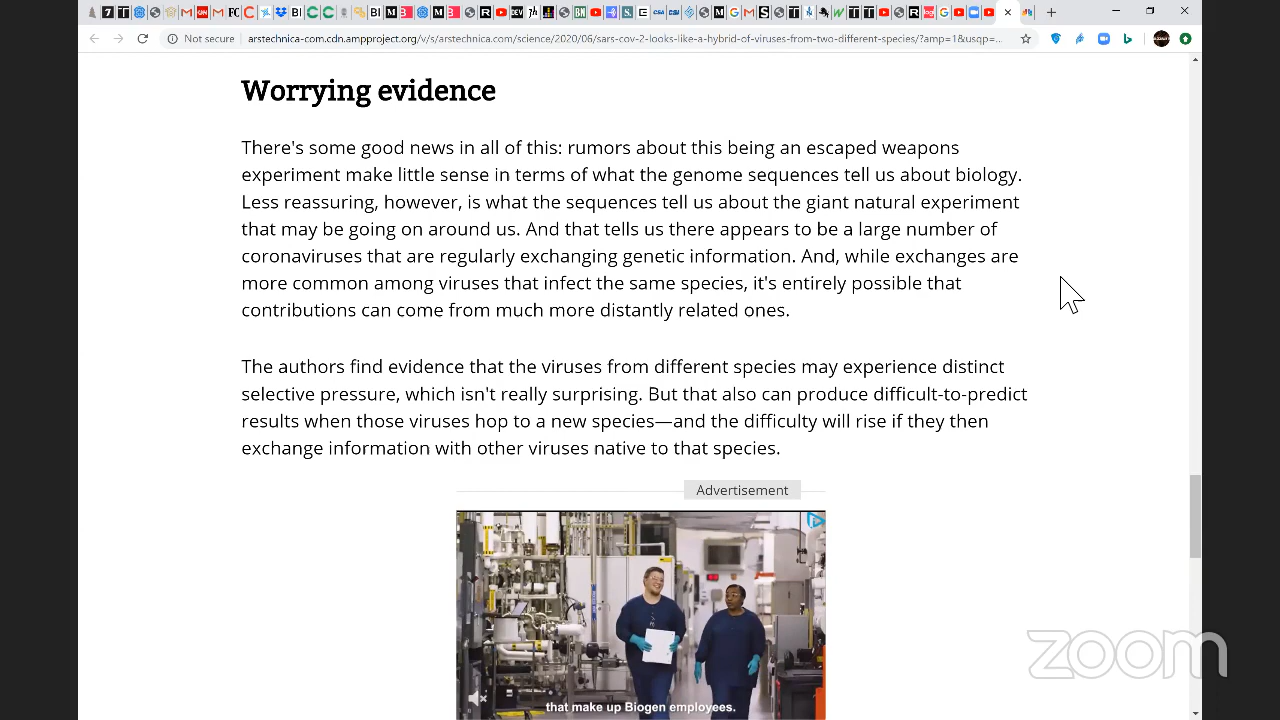 Not secure
arstechnica-com.cdn.ampproject.org/v/s/arstechnica.com/science/2020/06/sars-cov-2-looks-like-a-hybrid-of-viruses-from-two-different-species/?amp=1&usqp=...
Worrying evidence
There's some good news in all of this: rumors about this being an escaped weapons
experiment make little sense in terms of what the genome sequences tell us about biology.
Less reassuring, however, is what the sequences tell us about the giant natural experiment
that may be going on around us. And that tells us there appears to be a large number of
coronaviruses that are regularly exchanging genetic information. And, while exchanges are
more common among viruses that infect the same species, it's entirely possible that
contributions can come from much more distantly related ones.
The authors find evidence that the viruses from different species may experience distinct
selective pressure, which isn't really surprising. But that also can produce difficult-to-predict
results when those viruses hop to a new species—and the difficulty will rise if they then
exchange information with other viruses native to that species.
Advertisement
that make up Biogen employees.
zoom